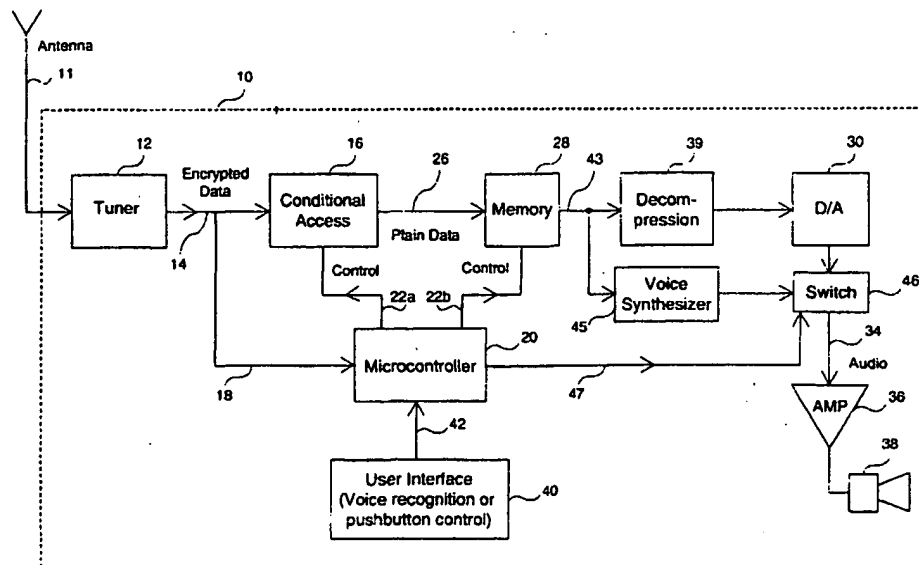 Antenna
11
10
12
16
28
39
30
Encrypted
Data
26
43
Tuner
Conditional
Access
Memory
Decom-
pression
D/A
14
Plain Data
Control
Control
22a
22b
Voice
Synthesizer
45
Switch
46
20
34
Microcontroller
18
47
Audio
42
AMP
36
User Interface
(Voice recognition or
pushbutton control)
40
38